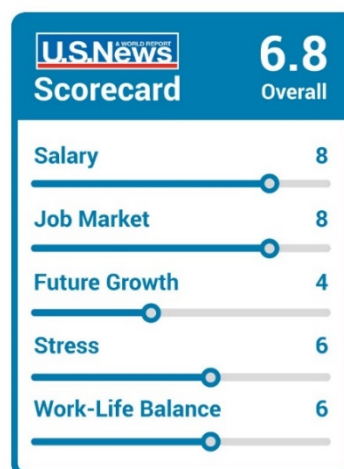 U.S.News
& WORLD REPORT
Scorecard
6.8
Overall
Salary 8
Job Market 8
Future Growth 4
Stress 6
Work-Life Balance 6